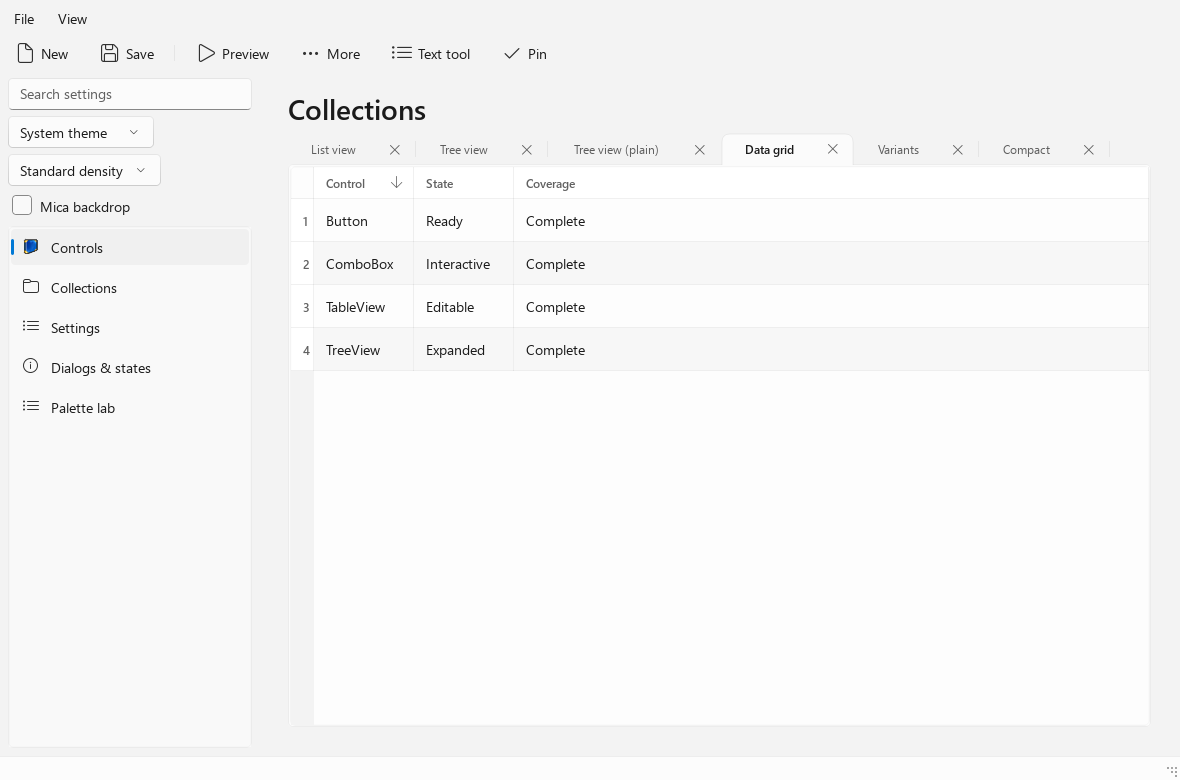 File View
New Save Preview More Text tool Pin
Search settings
System theme
Standard density
Mica backdrop
Controls
Collections
Settings
Dialogs & states
Palette lab
Collections
List view Tree view Tree view (plain) Data grid Variants Compact
Control State Coverage
1 Button Ready Complete
2 ComboBox Interactive Complete
3 TableView Editable Complete
4 TreeView Expanded Complete